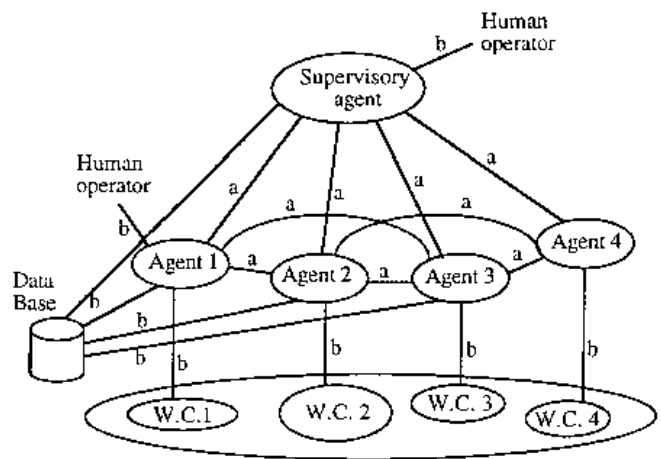 Human
operator
b
Supervisory
agent
a
Human
operator
a
a
a
a
a
b
Agent 1
Agent 4
a
Agent 2
a
Agent 3
a
Data
Base
b
b
b
b
b
b
b
W.C.1
W.C. 2
W.C. 3
W.C. 4